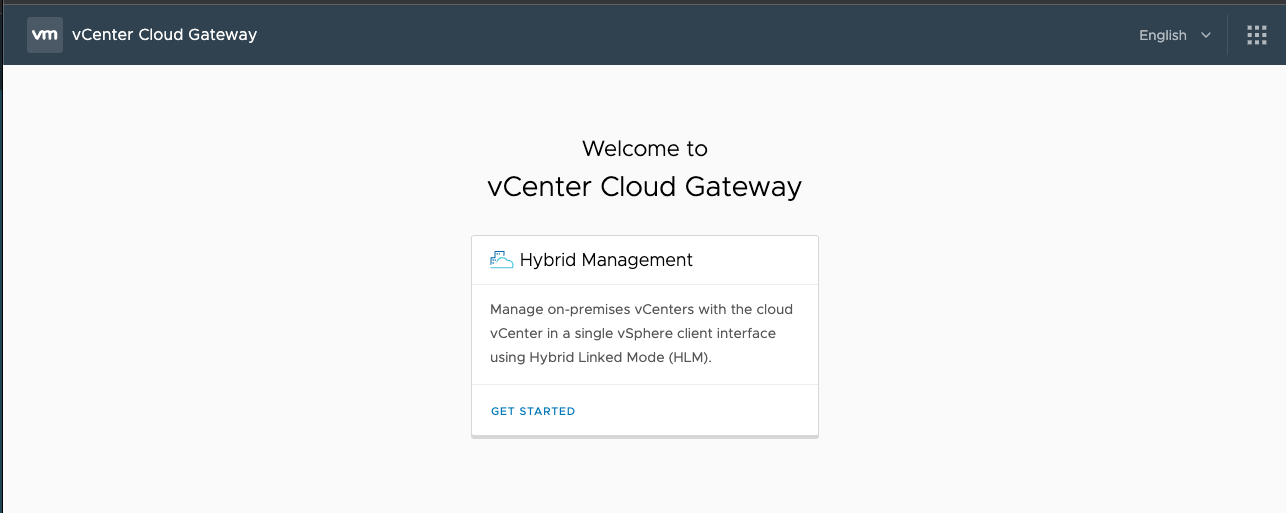 vm vCenter Cloud Gateway English
Welcome to
vCenter Cloud Gateway
Hybrid Management
Manage on-premises vCenters with the cloud
vCenter in a single vSphere client interface
using Hybrid Linked Mode (HLM).
GET STARTED